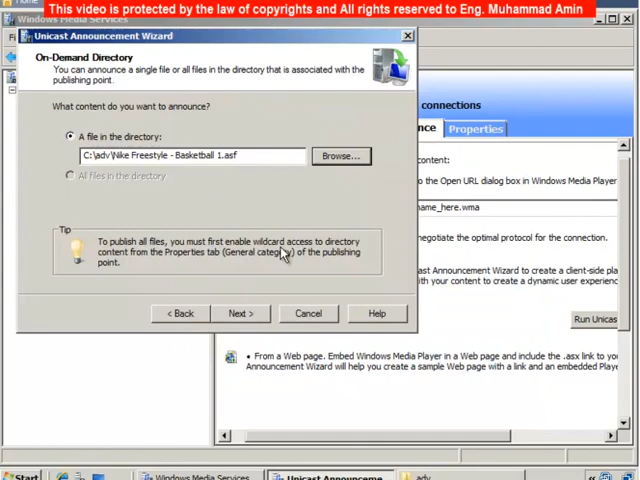 Home
This video is protected by the law of copyrights and All rights reserved to Eng. Muhammad Amin
Windows Media Services
Unicast Announcement Wizard
Fi
On-Demand Directory
You can announce a single file or all files in the directory that is associated with the
publishing point.
What content do you want to announce?
connections
nce
Properties
A file in the directory:
C:\adv\Nike Freestyle - Basketball 1.asf
Browse...
All files in the directory
content:
to the Open URL dialog box in Windows Media Player
name_here.wma
negotiate the optimal protocol for the connection.
Tip
To publish all files, you must first enable wildcard access to directory
content from the Properties tab (General category) of the publishing
point.
cast Announcement Wizard to create a client-side pla
with your content to create a dynamic user experienc
< Back
Next >
Cancel
Help
Run Unicas
• From a Web page. Embed Windows Media Player in a Web page and include the .asx link to yo
Announcement Wizard will help you create a sample Web page with a link and an embedded Player
Start
Windows Media Services
Unicast Announceme...
adv